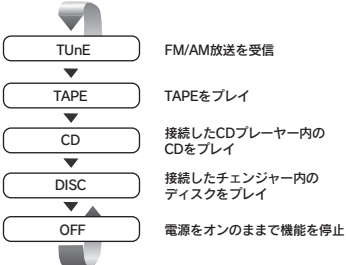 TUnE FM/AM放送を受信
TAPE TAPEをプレイ
CD 接続したCDプレーヤー内の
CDをプレイ
DISC 接続したチェンジャー内の
ディスクをプレイ
OFF 電源をオンのままで機能を停止